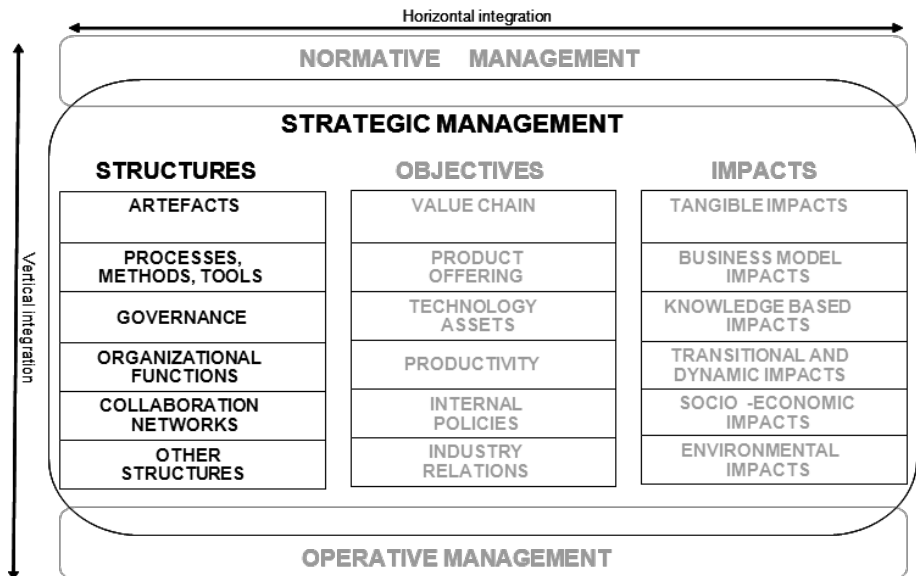 Horizontal integration
NORMATIVE MANAGEMENT
STRATEGIC MANAGEMENT
STRUCTURES
ARTEFACTS
PROCESSES,
METHODS, TOOLS
GOVERNANCE
ORGANIZATIONAL
FUNCTIONS
COLLABORATION
NETWORKS
OTHER
STRUCTURES
OBJECTIVES
VALUE CHAIN
PRODUCT
OFFERING
TECHNOLOGY
ASSETS
PRODUCTIVITY
INTERNAL
POLICIES
INDUSTRY
RELATIONS
IMPACTS
TANGIBLE IMPACTS
BUSINESS MODEL
IMPACTS
KNOWLEDGE BASED
IMPACTS
TRANSITIONAL AND
DYNAMIC IMPACTS
SOCIO -ECONOMIC
IMPACTS
ENVIRONMENTAL
IMPACTS
OPERATIVE MANAGEMENT
Vertical integration